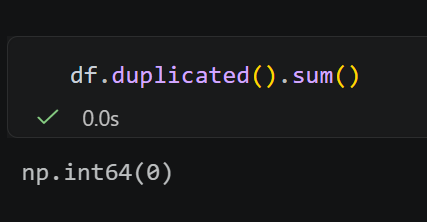 df.duplicated().sum()
0.0s
np.int64(0)